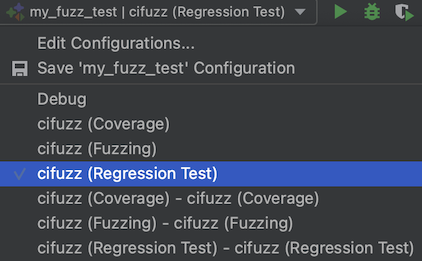 my_fuzz_test | cifuzz (Regression Test)
Edit Configurations...
Save 'my_fuzz_test' Configuration
Debug
cifuzz (Coverage)
cifuzz (Fuzzing)
cifuzz (Regression Test)
cifuzz (Coverage) - cifuzz (Coverage)
cifuzz (Fuzzing) - cifuzz (Fuzzing)
cifuzz (Regression Test) - cifuzz (Regression Test)